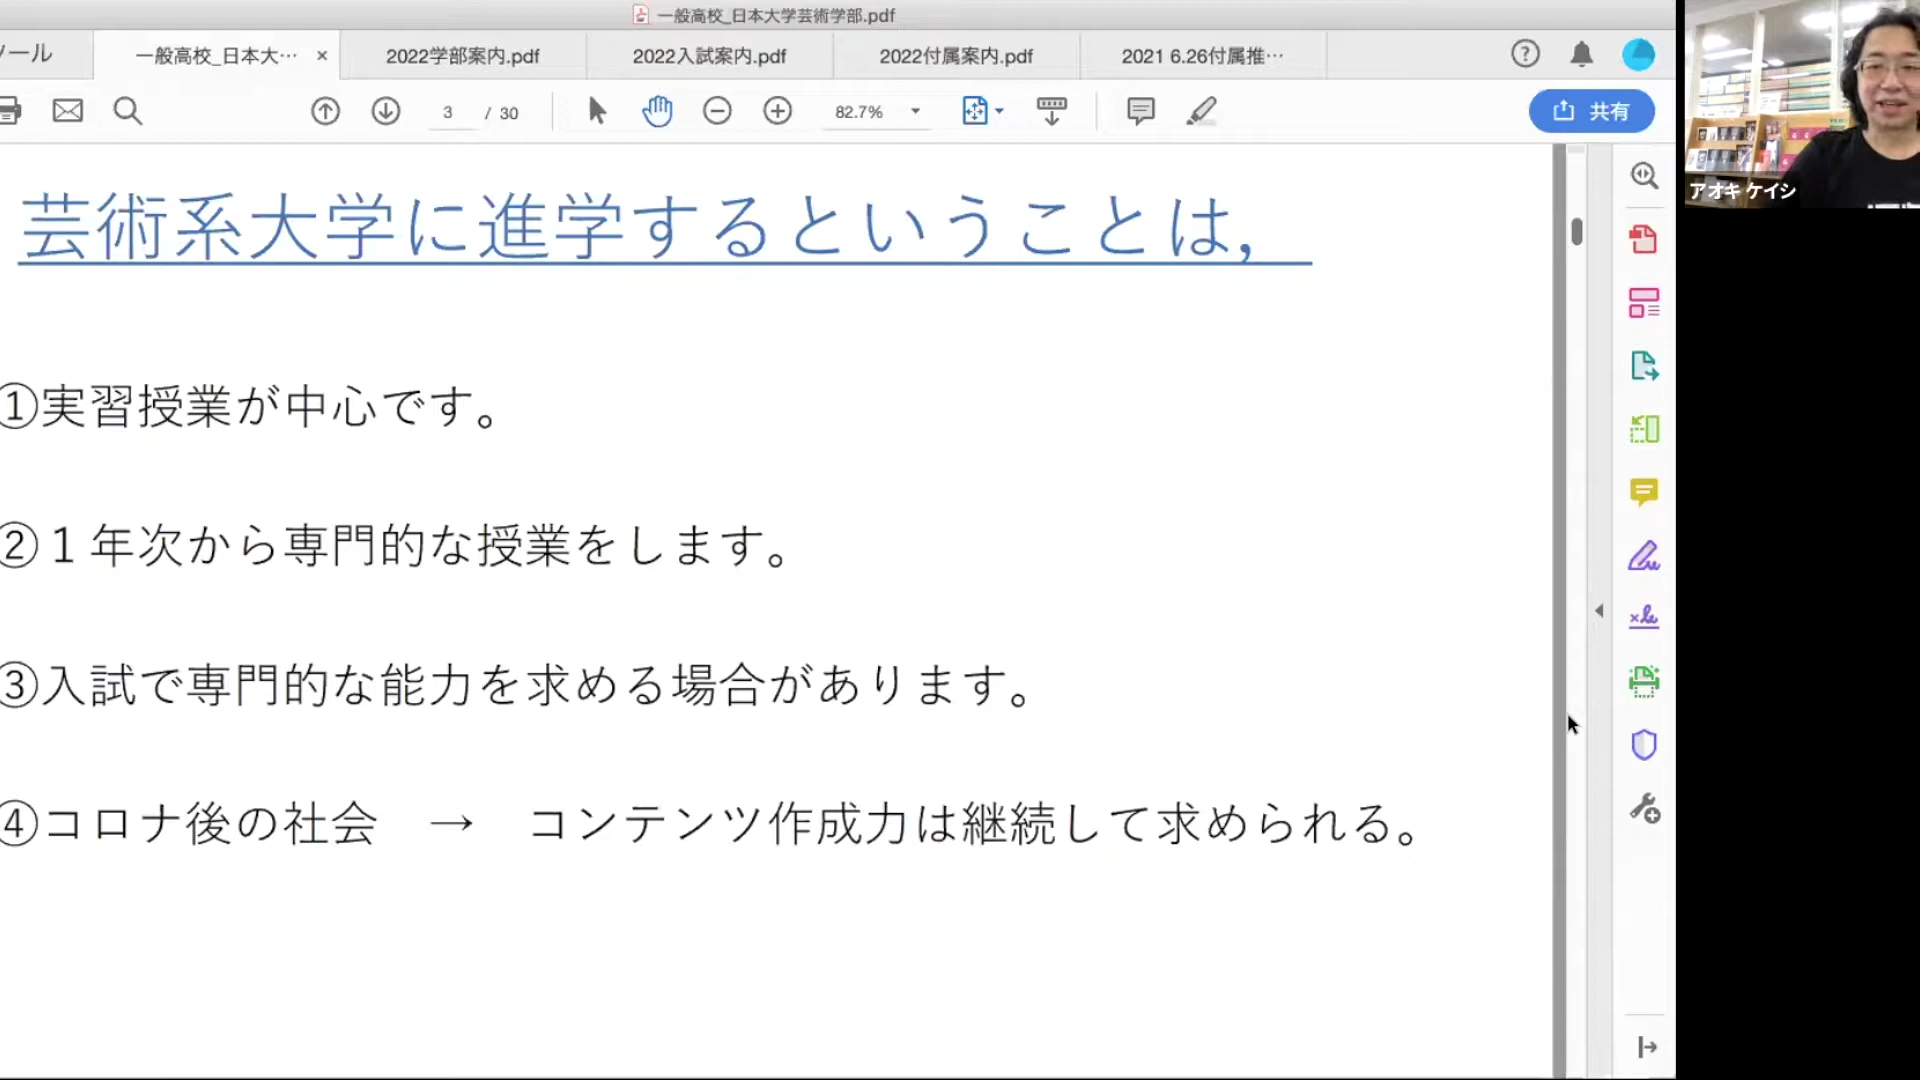 一般高校_日本大学芸術学部.pdf
ツール
一般高校_日本大… ×
2022学部案内.pdf
2022入試案内.pdf
2022付属案内.pdf
2021 6.26付属推…
3 / 30
82.7%
共有
アオキ ケイシ
芸術系大学に進学するということは,
①実習授業が中心です。
②１年次から専門的な授業をします。
③入試で専門的な能力を求める場合があります。
④コロナ後の社会　→　コンテンツ作成力は継続して求められる。